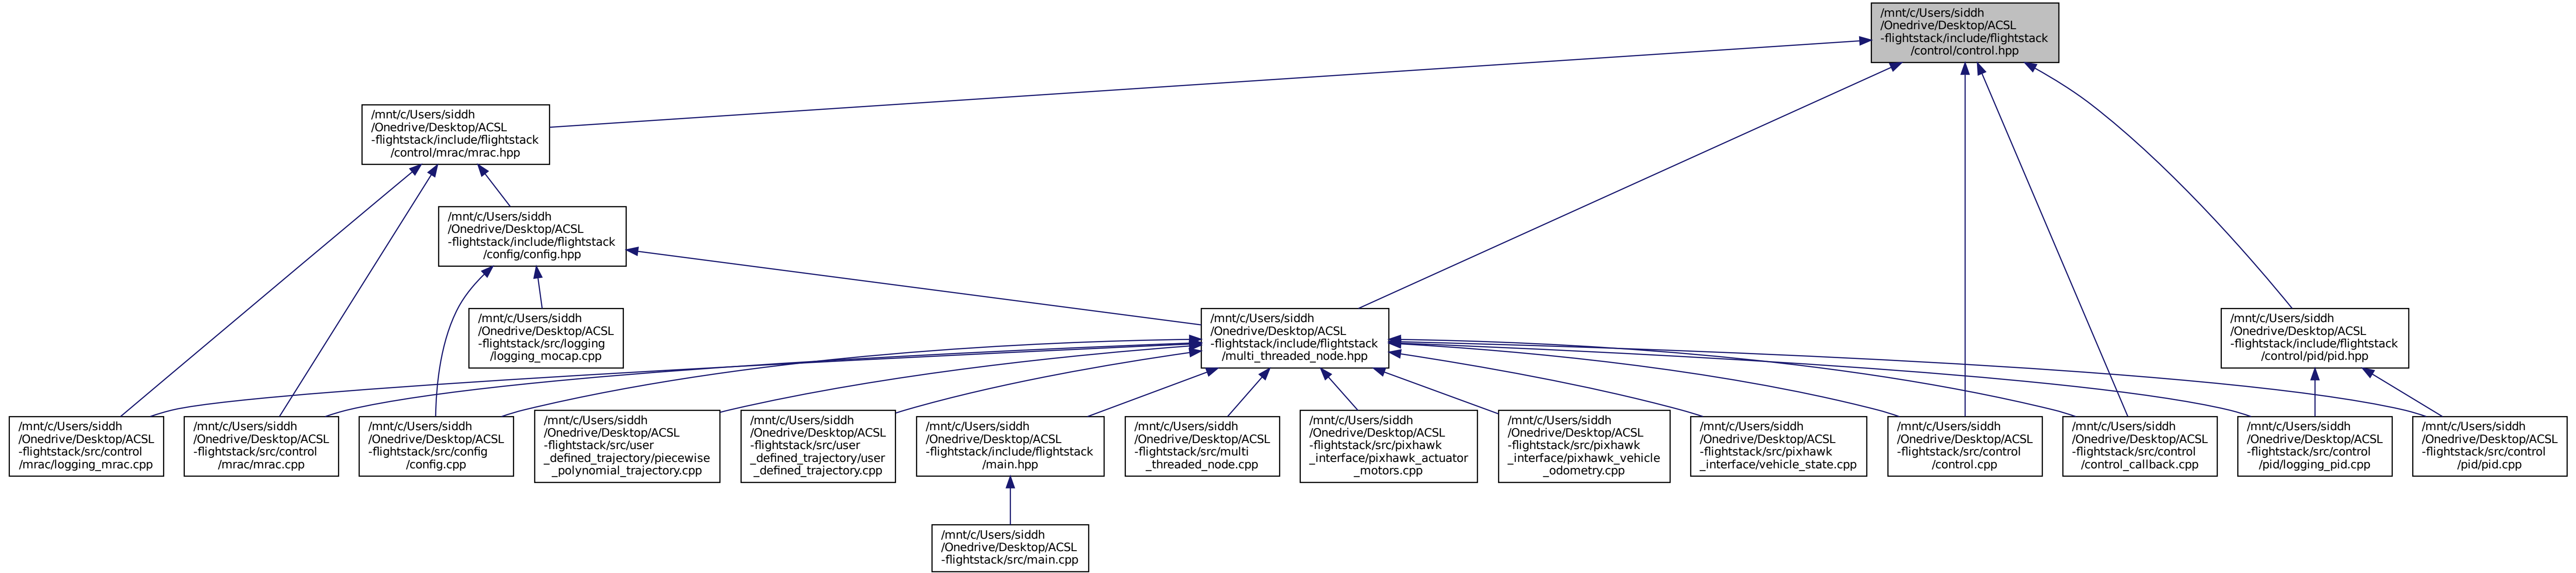 /mnt/c/Users/siddh
/Onedrive/Desktop/ACSL
-flightstack/include/flightstack
/control/control.hpp
/mnt/c/Users/siddh
/Onedrive/Desktop/ACSL
-flightstack/include/flightstack
/control/mrac/mrac.hpp
/mnt/c/Users/siddh
/Onedrive/Desktop/ACSL
-flightstack/include/flightstack
/config/config.hpp
/mnt/c/Users/siddh
/Onedrive/Desktop/ACSL
-flightstack/src/logging
/logging_mocap.cpp
/mnt/c/Users/siddh
/Onedrive/Desktop/ACSL
-flightstack/include/flightstack
/multi_threaded_node.hpp
/mnt/c/Users/siddh
/Onedrive/Desktop/ACSL
-flightstack/include/flightstack
/control/pid/pid.hpp
/mnt/c/Users/siddh
/Onedrive/Desktop/ACSL
-flightstack/src/control
/mrac/logging_mrac.cpp
/mnt/c/Users/siddh
/Onedrive/Desktop/ACSL
-flightstack/src/control
/mrac/mrac.cpp
/mnt/c/Users/siddh
/Onedrive/Desktop/ACSL
-flightstack/src/config
/config.cpp
/mnt/c/Users/siddh
/Onedrive/Desktop/ACSL
-flightstack/src/user
_defined_trajectory/piecewise
_polynomial_trajectory.cpp
/mnt/c/Users/siddh
/Onedrive/Desktop/ACSL
-flightstack/src/user
_defined_trajectory/user
_defined_trajectory.cpp
/mnt/c/Users/siddh
/Onedrive/Desktop/ACSL
-flightstack/include/flightstack
/main.hpp
/mnt/c/Users/siddh
/Onedrive/Desktop/ACSL
-flightstack/src/multi
_threaded_node.cpp
/mnt/c/Users/siddh
/Onedrive/Desktop/ACSL
-flightstack/src/pixhawk
_interface/pixhawk_actuator
_motors.cpp
/mnt/c/Users/siddh
/Onedrive/Desktop/ACSL
-flightstack/src/pixhawk
_interface/pixhawk_vehicle
_odometry.cpp
/mnt/c/Users/siddh
/Onedrive/Desktop/ACSL
-flightstack/src/pixhawk
_interface/vehicle_state.cpp
/mnt/c/Users/siddh
/Onedrive/Desktop/ACSL
-flightstack/src/control
/control.cpp
/mnt/c/Users/siddh
/Onedrive/Desktop/ACSL
-flightstack/src/control
/control_callback.cpp
/mnt/c/Users/siddh
/Onedrive/Desktop/ACSL
-flightstack/src/control
/pid/logging_pid.cpp
/mnt/c/Users/siddh
/Onedrive/Desktop/ACSL
-flightstack/src/control
/pid/pid.cpp
/mnt/c/Users/siddh
/Onedrive/Desktop/ACSL
-flightstack/src/main.cpp